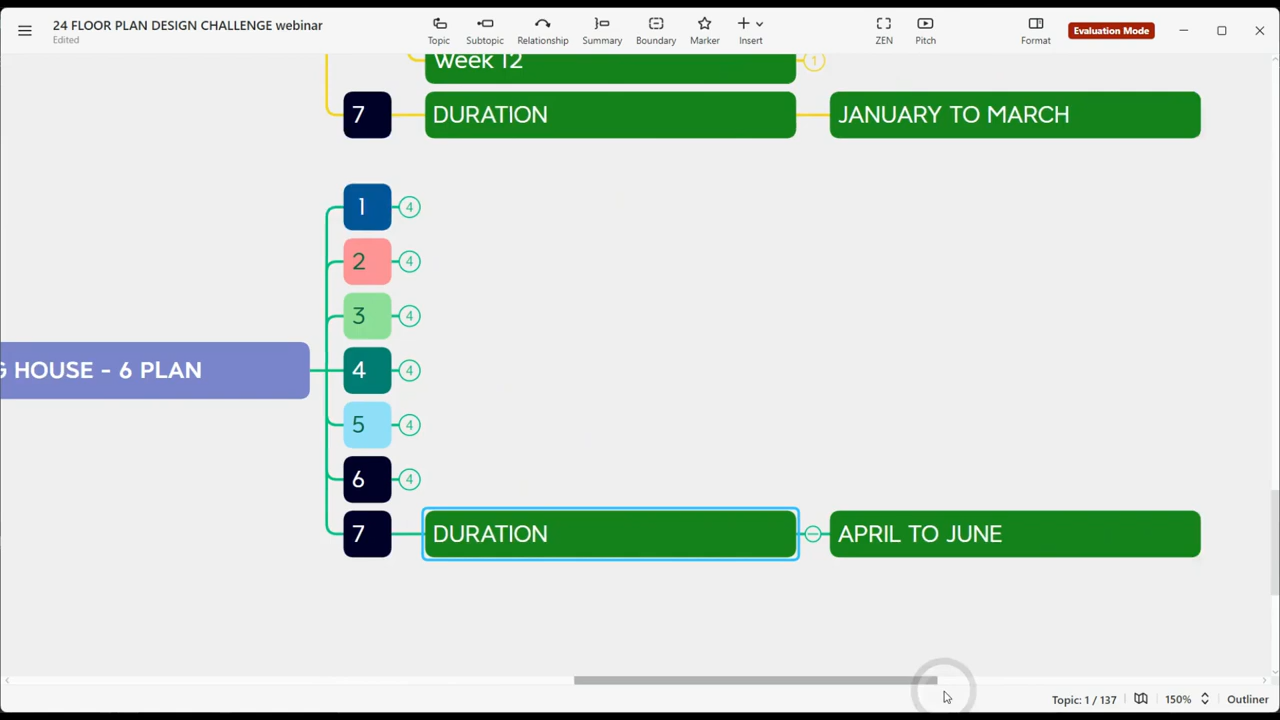 24 FLOOR PLAN DESIGN CHALLENGE webinar
Edited
Topic
Subtopic
Relationship
Summary
Boundary
Marker
Insert
ZEN
Pitch
Format
Evaluation Mode
Week 12
1
7
DURATION
JANUARY TO MARCH
1
4
2
4
3
4
HOUSE - 6 PLAN
4
4
5
4
6
4
7
DURATION
APRIL TO JUNE
Topic: 1 / 137
150%
Outliner